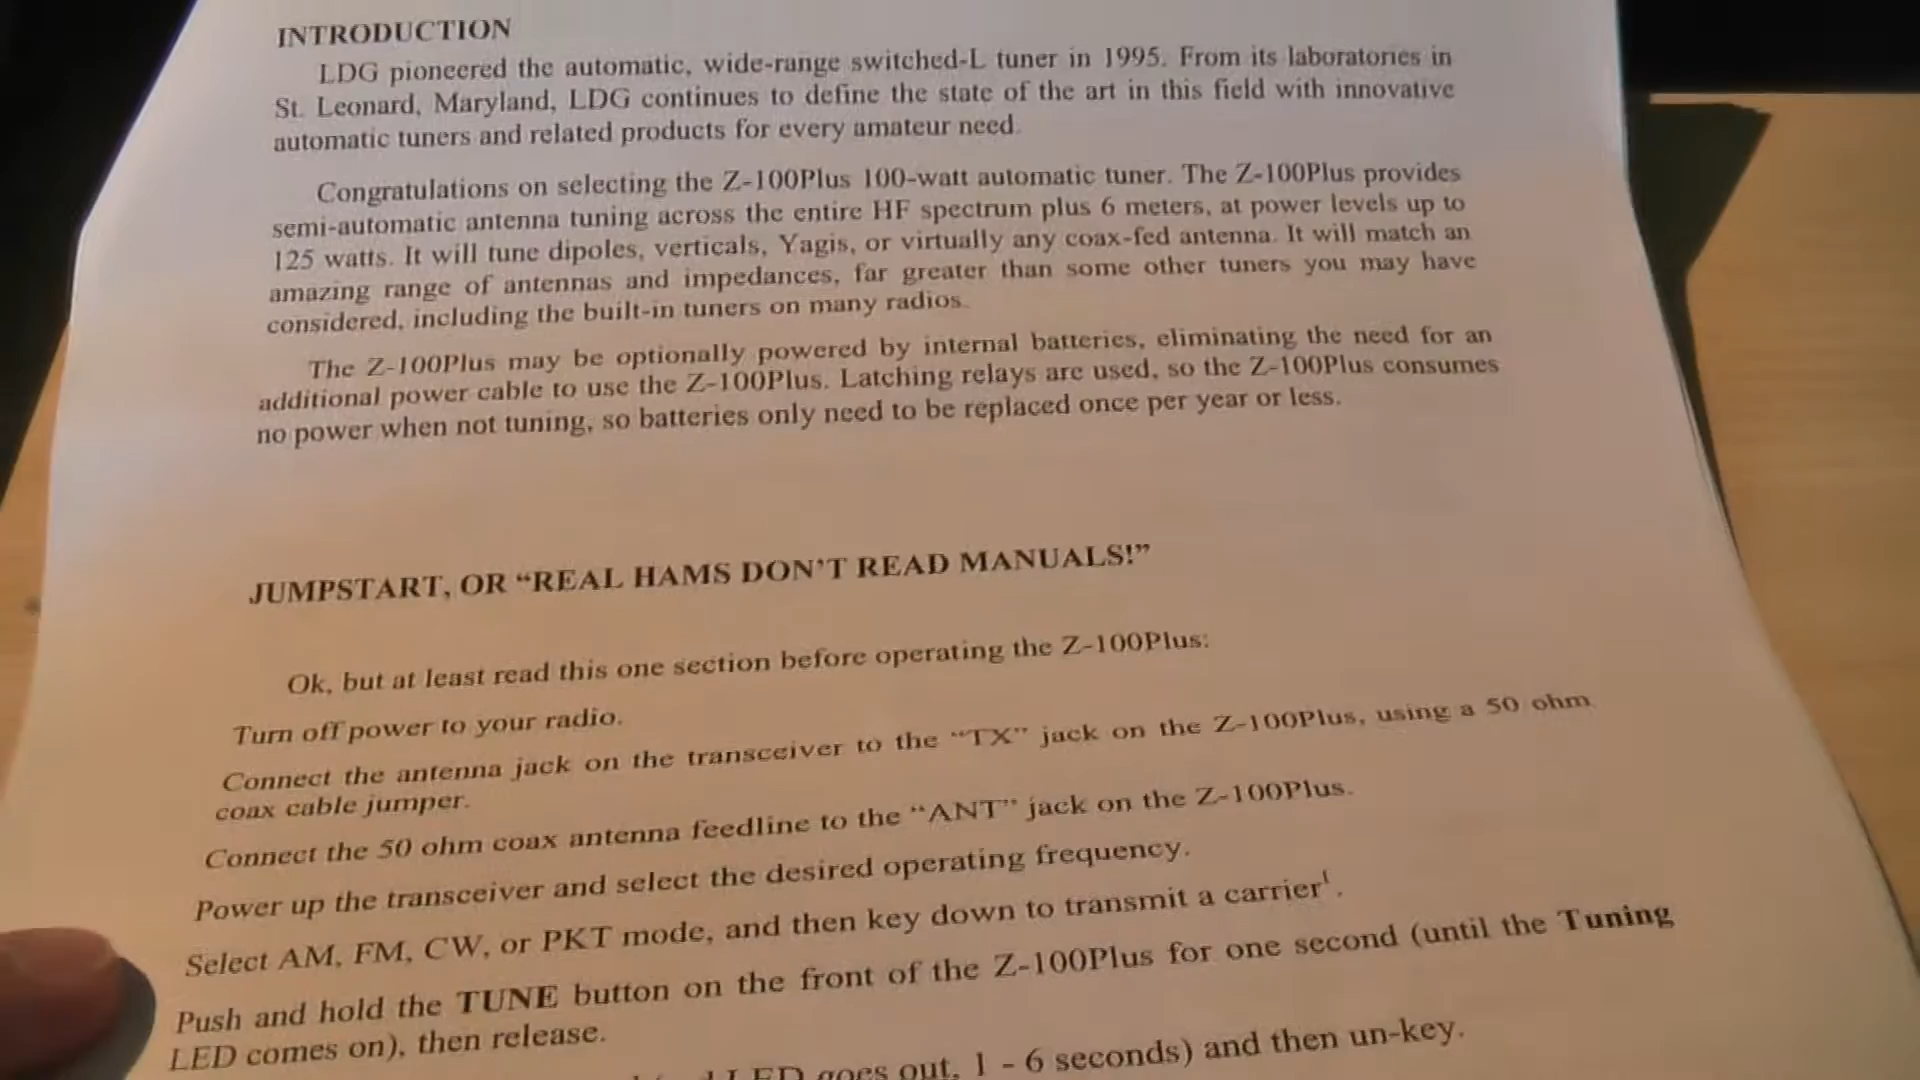 INTRODUCTION
LDG pioneered the automatic, wide-range switched-L tuner in 1995. From its laboratories in
St. Leonard, Maryland, LDG continues to define the state of the art in this field with innovative
automatic tuners and related products for every amateur need.
Congratulations on selecting the Z-100Plus 100-watt automatic tuner. The Z-100Plus provides
semi-automatic antenna tuning across the entire HF spectrum plus 6 meters, at power levels up to
125 watts. It will tune dipoles, verticals, Yagis, or virtually any coax-fed antenna. It will match an
amazing range of antennas and impedances, far greater than some other tuners you may have
considered, including the built-in tuners on many radios.
The Z-100Plus may be optionally powered by internal batteries, eliminating the need for an
additional power cable to use the Z-100Plus. Latching relays are used, so the Z-100Plus consumes
no power when not tuning, so batteries only need to be replaced once per year or less.
JUMPSTART, OR “REAL HAMS DON’T READ MANUALS!”
Ok, but at least read this one section before operating the Z-100Plus:
Turn off power to your radio.
Connect the antenna jack on the transceiver to the “TX” jack on the Z-100Plus, using a 50 ohm
coax cable jumper.
Connect the 50 ohm coax antenna feedline to the “ANT” jack on the Z-100Plus.
Power up the transceiver and select the desired operating frequency.
Select AM, FM, CW, or PKT mode, and then key down to transmit a carrier¹.
Push and hold the TUNE button on the front of the Z-100Plus for one second (until the Tuning
LED comes on), then release.
LED goes out, 1 - 6 seconds) and then un-key.